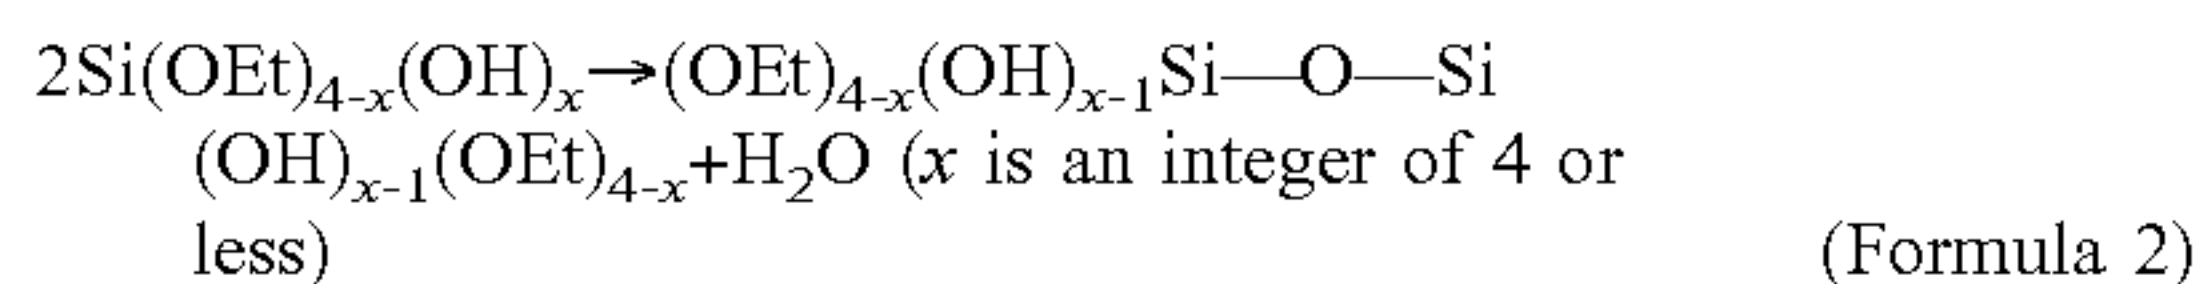 2Si(OEt)₄₋ₓ(OH)ₓ→(OEt)₄₋ₓ(OH)ₓ₋₁Si—O—Si
(OH)ₓ₋₁(OEt)₄₋ₓ+H₂O (x is an integer of 4 or
less) (Formula 2)